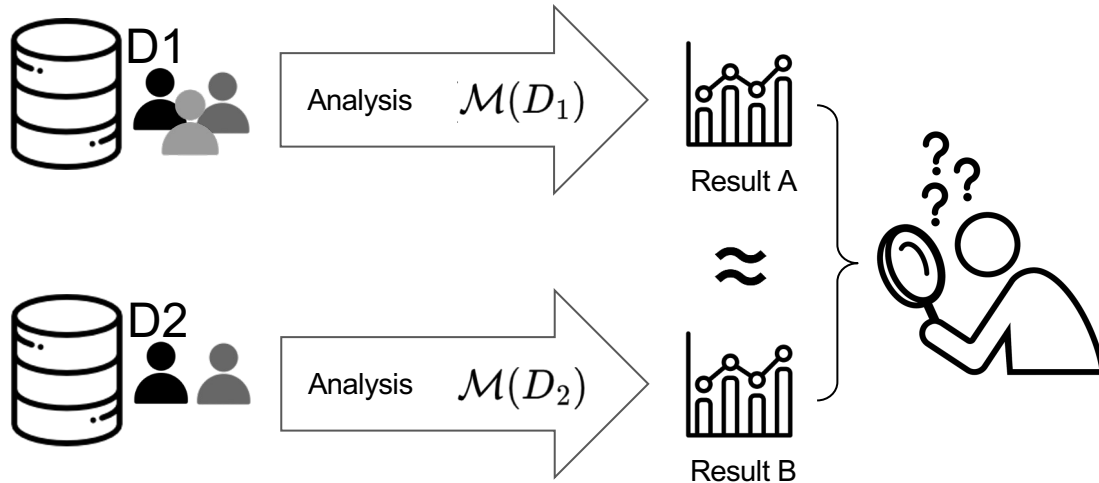 D1
Analysis M(D₁)
Result A
? ? ?
≈
D2
Analysis M(D₂)
Result B